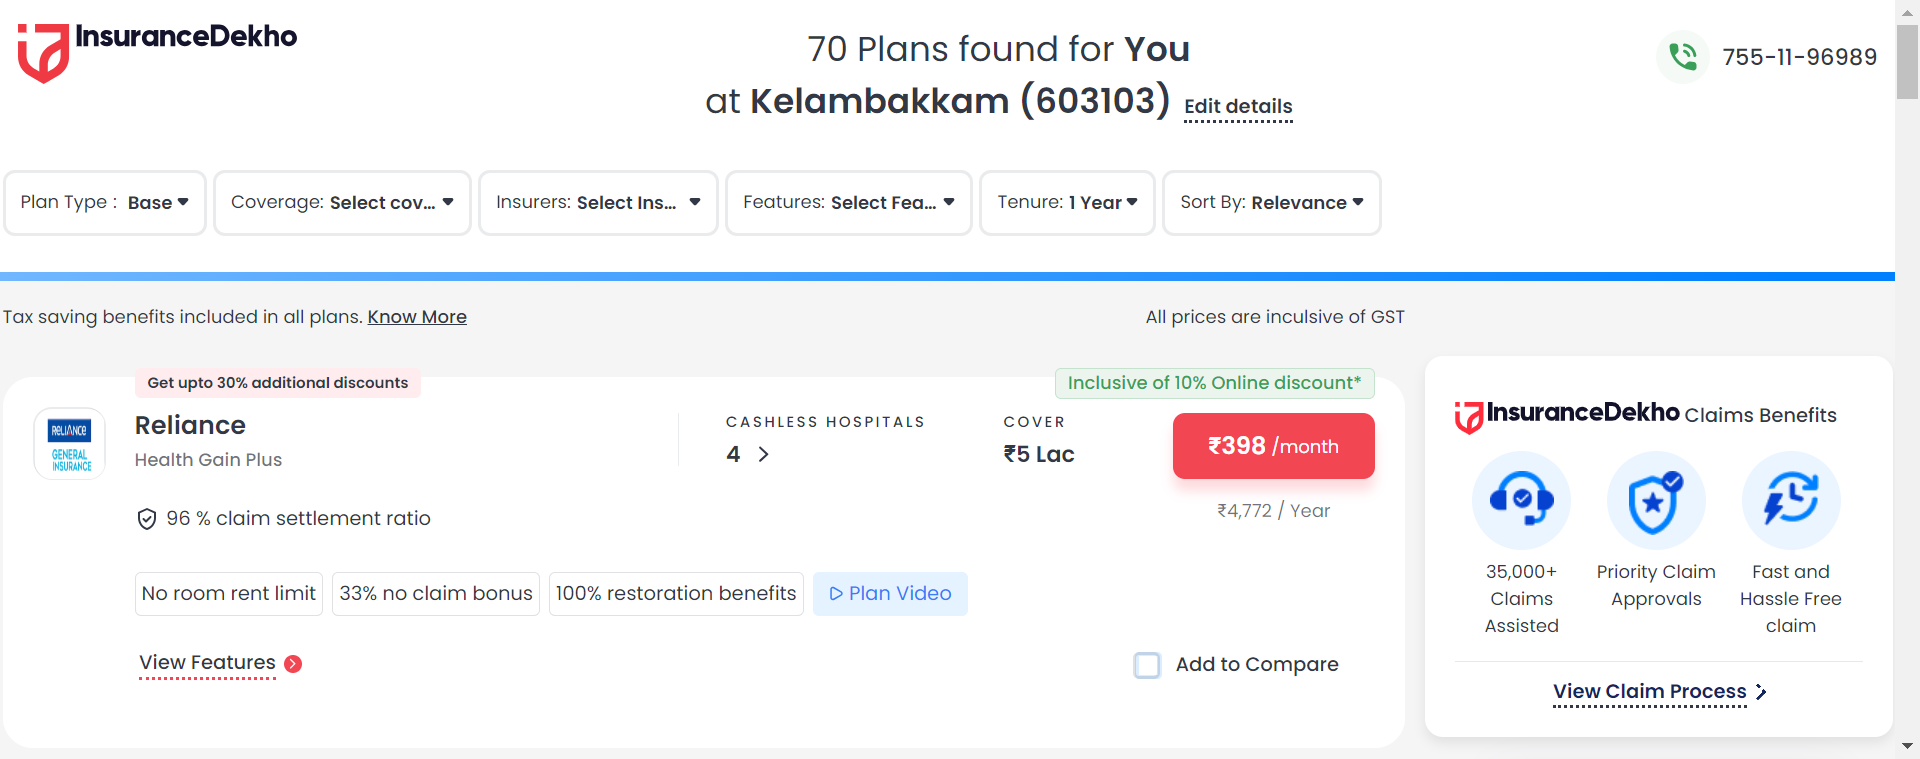 InsuranceDekho
70 Plans found for You
at Kelambakkam (603103) Edit details
755-11-96989
Plan Type : Base
Coverage: Select cov...
Insurers: Select Ins...
Features: Select Fea...
Tenure: 1 Year
Sort By: Relevance
Tax saving benefits included in all plans. Know More
All prices are inculsive of GST
Get upto 30% additional discounts
Inclusive of 10% Online discount*
RELIANCE
GENERAL
INSURANCE
Reliance
Health Gain Plus
CASHLESS HOSPITALS
4
COVER
₹5 Lac
₹398 /month
₹4,772 / Year
96 % claim settlement ratio
No room rent limit
33% no claim bonus
100% restoration benefits
Plan Video
View Features
Add to Compare
InsuranceDekho Claims Benefits
35,000+
Claims
Assisted
Priority Claim
Approvals
Fast and
Hassle Free
claim
View Claim Process